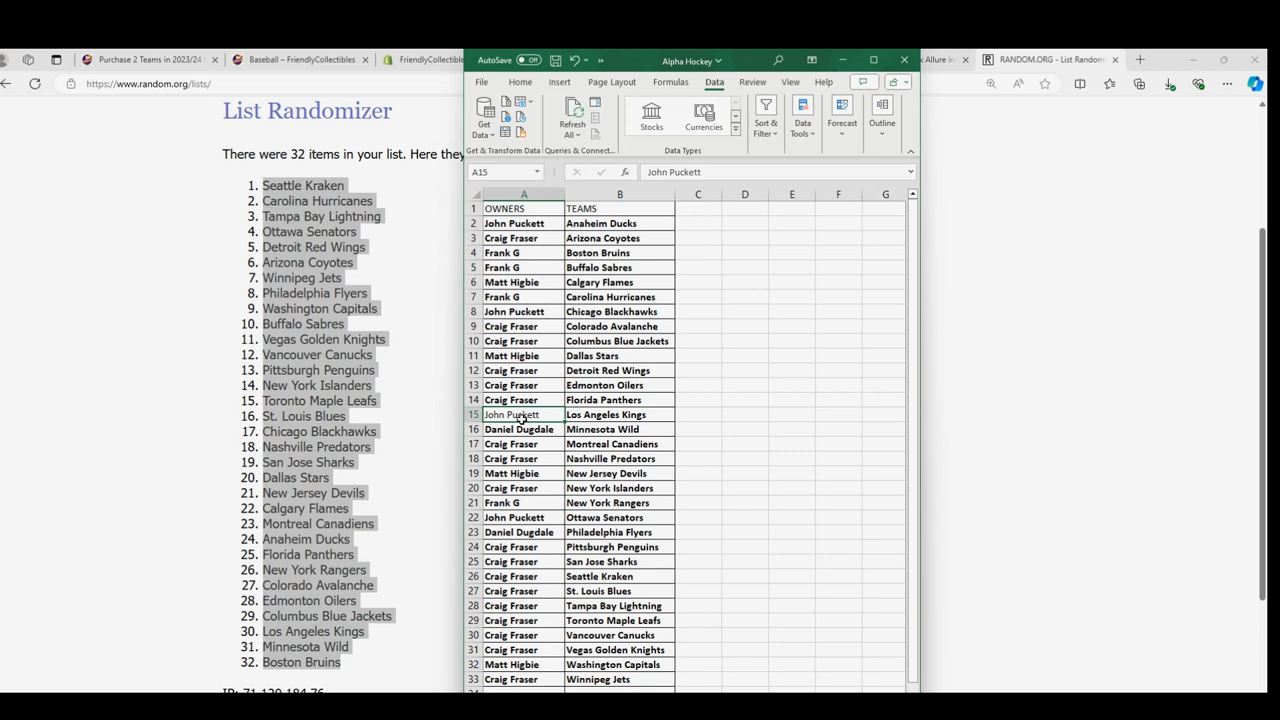 Purchase 2 Teams in 2023/24
Baseball – FriendlyCollectibles
FriendlyCollectibles
AutoSave Off
Alpha Hockey
Allure in
RANDOM.ORG - List Random
https://www.random.org/lists/
File Home Insert Page Layout Formulas Data Review View Help
Get Data
Refresh All
Stocks
Currencies
Sort & Filter
Data Tools
Forecast
Outline
Get & Transform Data
Queries & Connect...
Data Types
A15
fx
John Puckett
List Randomizer
There were 32 items in your list. Here they
1. Seattle Kraken
2. Carolina Hurricanes
3. Tampa Bay Lightning
4. Ottawa Senators
5. Detroit Red Wings
6. Arizona Coyotes
7. Winnipeg Jets
8. Philadelphia Flyers
9. Washington Capitals
10. Buffalo Sabres
11. Vegas Golden Knights
12. Vancouver Canucks
13. Pittsburgh Penguins
14. New York Islanders
15. Toronto Maple Leafs
16. St. Louis Blues
17. Chicago Blackhawks
18. Nashville Predators
19. San Jose Sharks
20. Dallas Stars
21. New Jersey Devils
22. Calgary Flames
23. Montreal Canadiens
24. Anaheim Ducks
25. Florida Panthers
26. New York Rangers
27. Colorado Avalanche
28. Edmonton Oilers
29. Columbus Blue Jackets
30. Los Angeles Kings
31. Minnesota Wild
32. Boston Bruins
A B C D E F G
1 OWNERS TEAMS
2 John Puckett Anaheim Ducks
3 Craig Fraser Arizona Coyotes
4 Frank G Boston Bruins
5 Frank G Buffalo Sabres
6 Matt Higbie Calgary Flames
7 Frank G Carolina Hurricanes
8 John Puckett Chicago Blackhawks
9 Craig Fraser Colorado Avalanche
10 Craig Fraser Columbus Blue Jackets
11 Matt Higbie Dallas Stars
12 Craig Fraser Detroit Red Wings
13 Craig Fraser Edmonton Oilers
14 Craig Fraser Florida Panthers
15 John Puckett Los Angeles Kings
16 Daniel Dugdale Minnesota Wild
17 Craig Fraser Montreal Canadiens
18 Craig Fraser Nashville Predators
19 Matt Higbie New Jersey Devils
20 Craig Fraser New York Islanders
21 Frank G New York Rangers
22 John Puckett Ottawa Senators
23 Daniel Dugdale Philadelphia Flyers
24 Craig Fraser Pittsburgh Penguins
25 Craig Fraser San Jose Sharks
26 Craig Fraser Seattle Kraken
27 Craig Fraser St. Louis Blues
28 Craig Fraser Tampa Bay Lightning
29 Craig Fraser Toronto Maple Leafs
30 Craig Fraser Vancouver Canucks
31 Craig Fraser Vegas Golden Knights
32 Matt Higbie Washington Capitals
33 Craig Fraser Winnipeg Jets